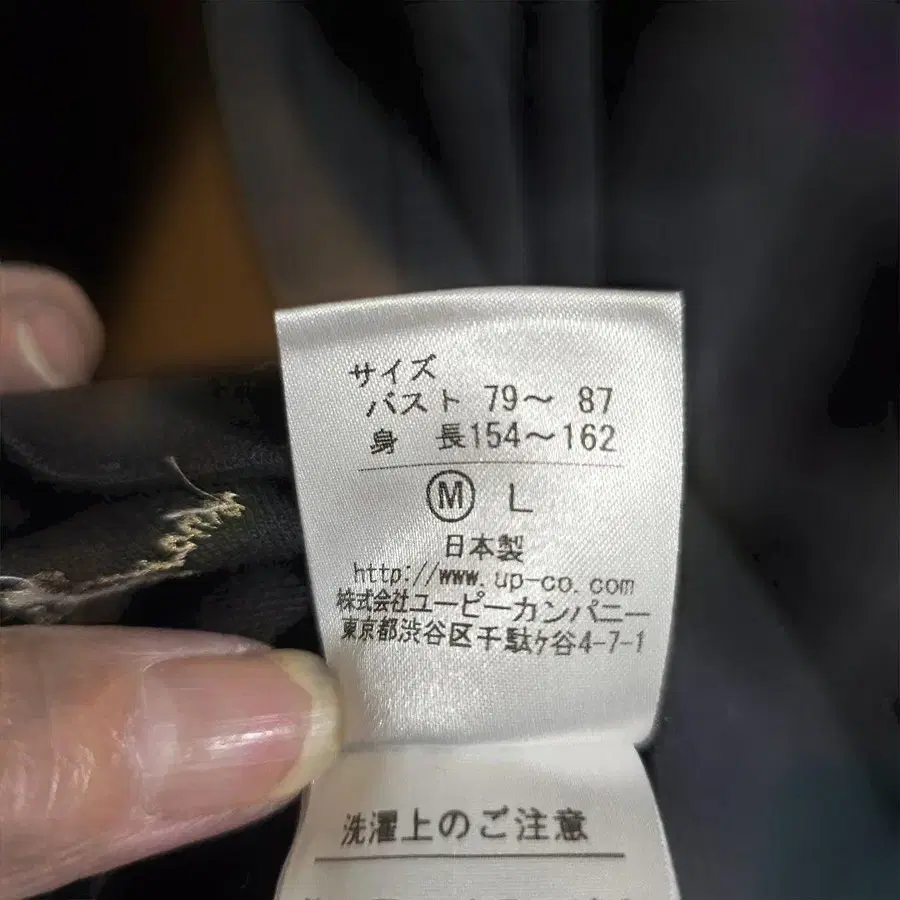 サイズ
バスト 79〜 87
身 長154〜162
Ⓜ L
日本製
http://www.up-co.com
株式会社ユーピーカンパニー
東京都渋谷区千駄ケ谷4-7-1
洗濯上のご注意